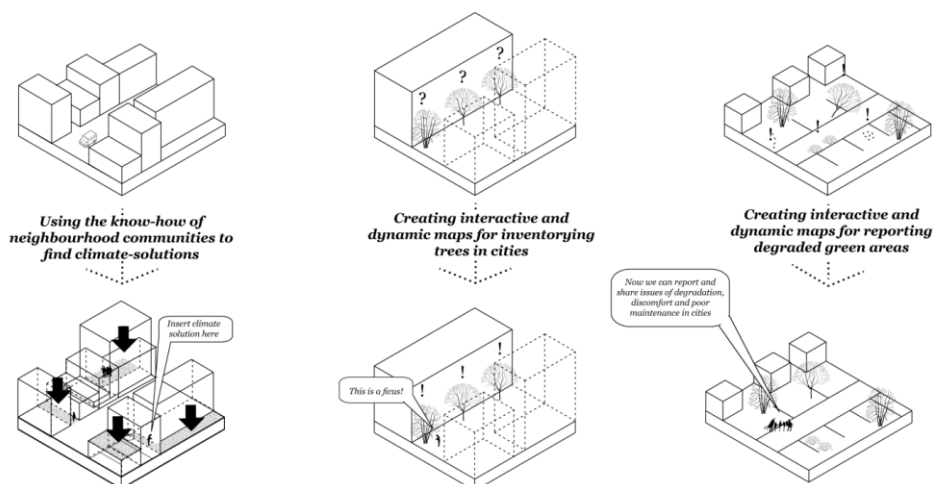 ? ? ?
! ! ! !
Using the know-how of
neighbourhood communities to
find climate-solutions
Creating interactive and
dynamic maps for inventorying
trees in cities
Creating interactive and
dynamic maps for reporting
degraded green areas
Insert climate
solution here
This is a ficus!
! ! !
Now we can report and
share issues of degradation,
discomfort and poor
maintenance in cities